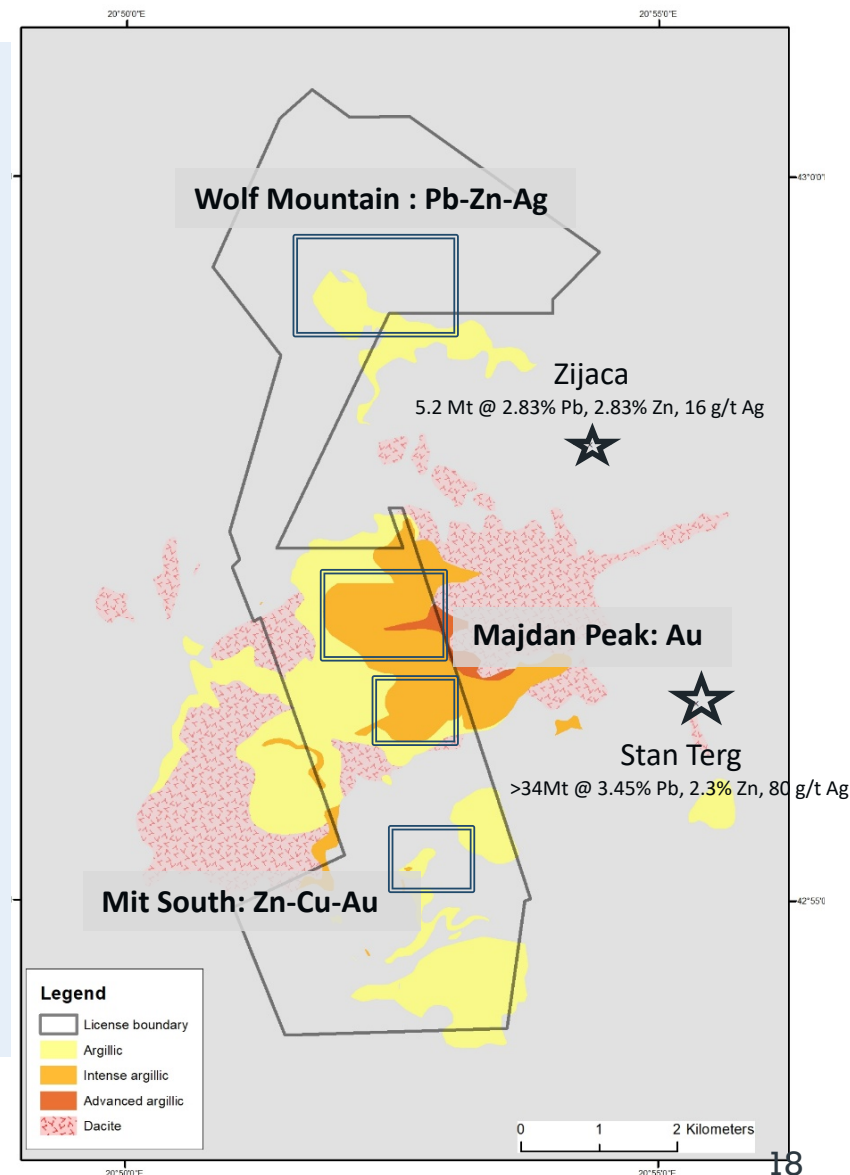 20°50'0"E
20°55'0"E
43°0'0"
Wolf Mountain : Pb-Zn-Ag
Zijaca
5.2 Mt @ 2.83% Pb, 2.83% Zn, 16 g/t Ag
Majdan Peak: Au
Stan Terg
>34Mt @ 3.45% Pb, 2.3% Zn, 80 g/t Ag
Mit South: Zn-Cu-Au
42°55'0
Legend
License boundary
Argillic
Intense argillic
Advanced argillic
Dacite
0 1 2 Kilometers
20°50'0"E
20°55'0"E
18